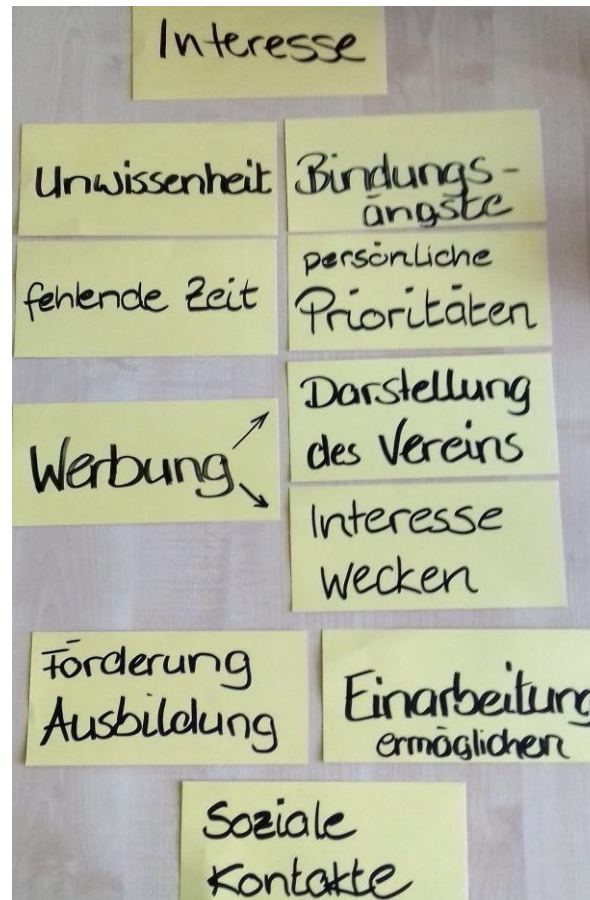 Interesse
Unwissenheit
Bindungs-
ängste
fehlende Zeit
persönliche
Prioritäten
Werbung
Darstellung
des Vereins
Interesse
wecken
Förderung
Ausbildung
Einarbeitung
ermöglichen
Soziale
Kontakte